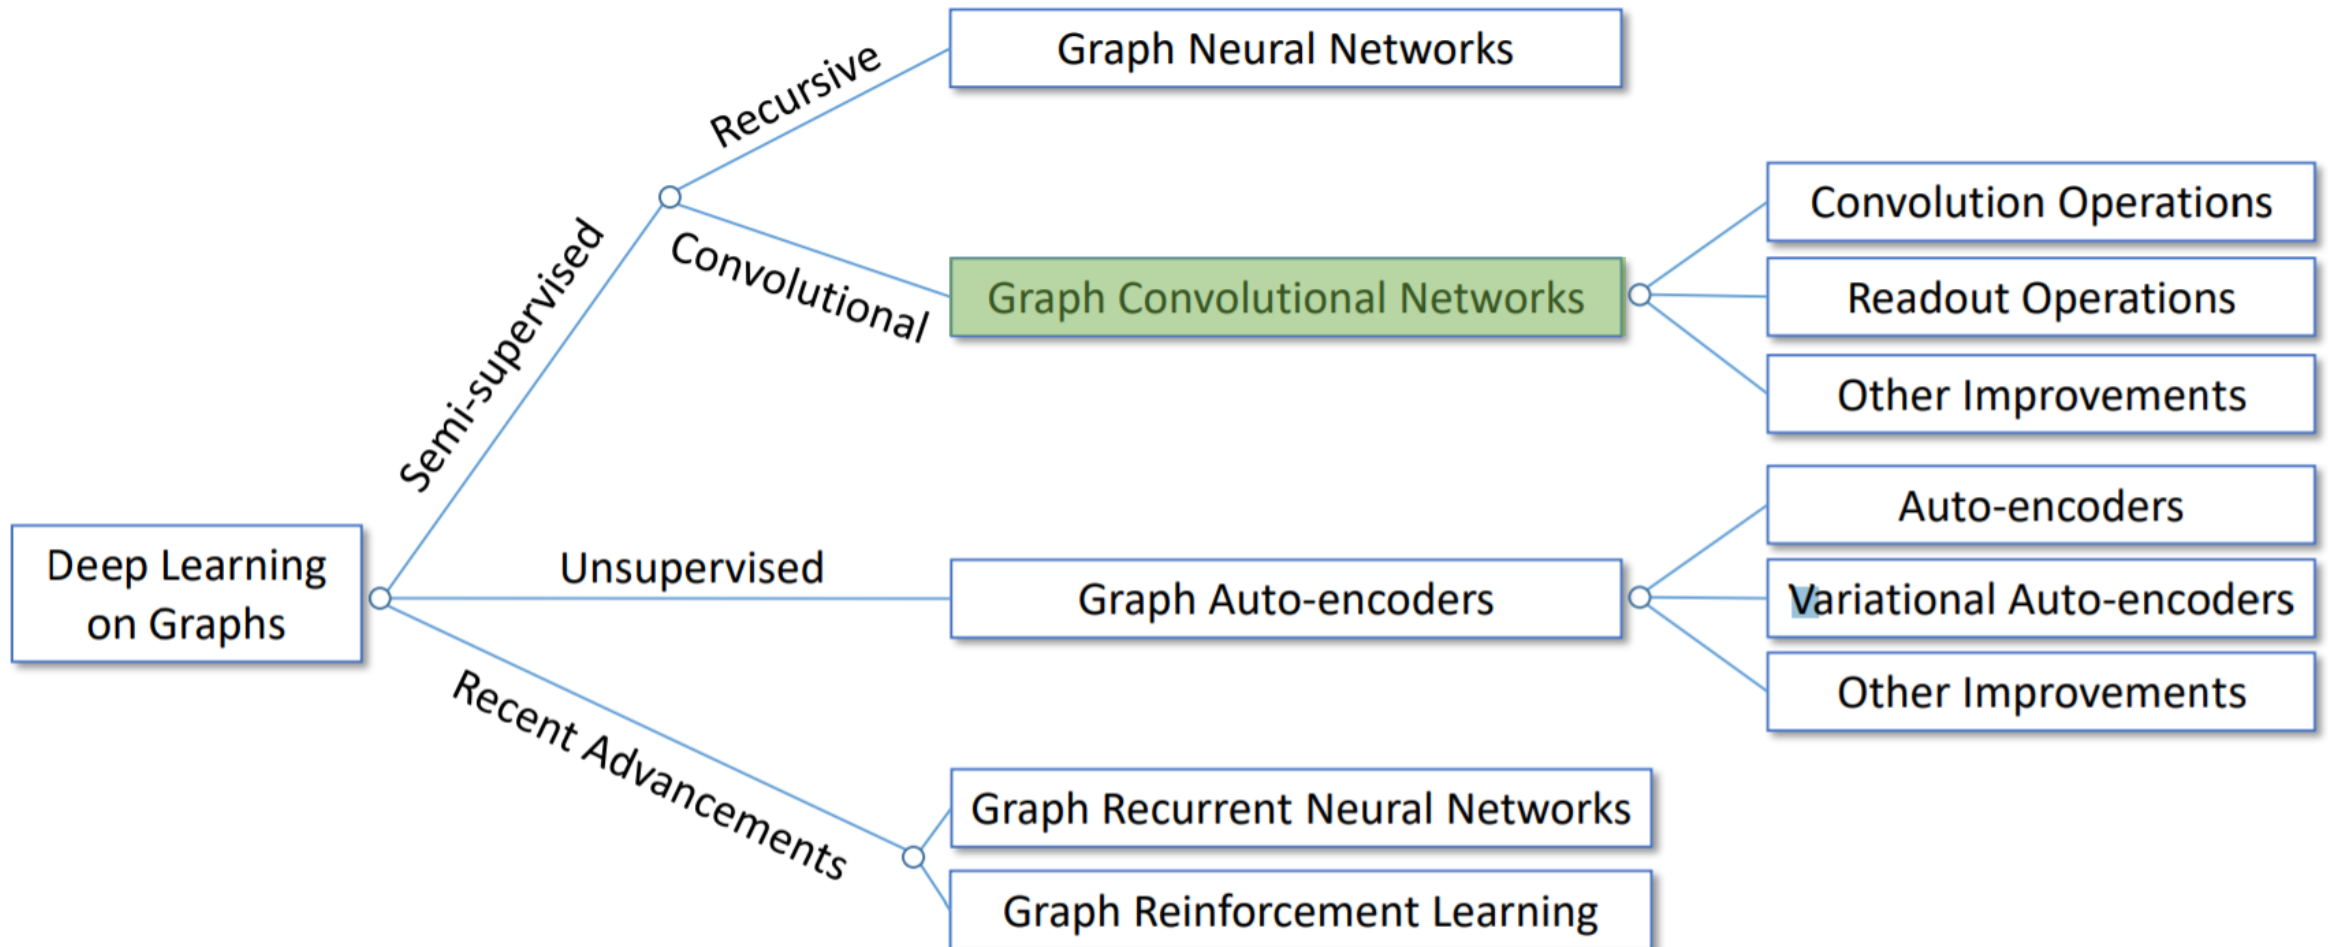 Recursive
Graph Neural Networks
Semi-supervised
Convolutional
Graph Convolutional Networks
Convolution Operations
Readout Operations
Other Improvements
Deep Learning
on Graphs
Unsupervised
Graph Auto-encoders
Auto-encoders
Variational Auto-encoders
Other Improvements
Recent Advancements
Graph Recurrent Neural Networks
Graph Reinforcement Learning